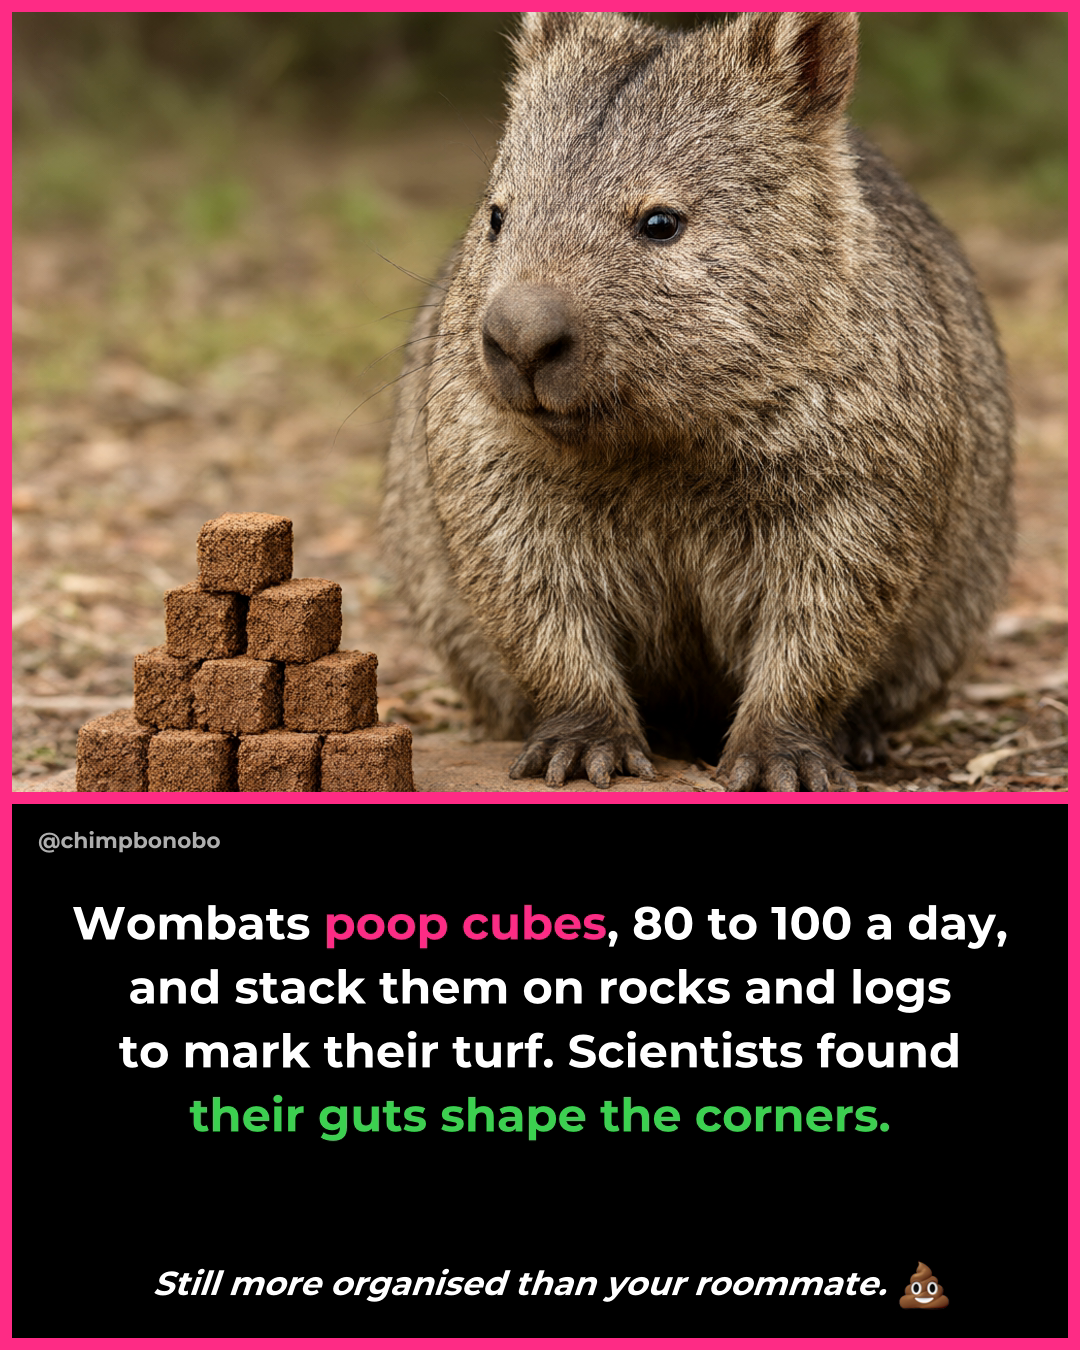 @chimpbonobo
Wombats poop cubes, 80 to 100 a day,
and stack them on rocks and logs
to mark their turf. Scientists found
their guts shape the corners.
Still more organised than your roommate. 💩